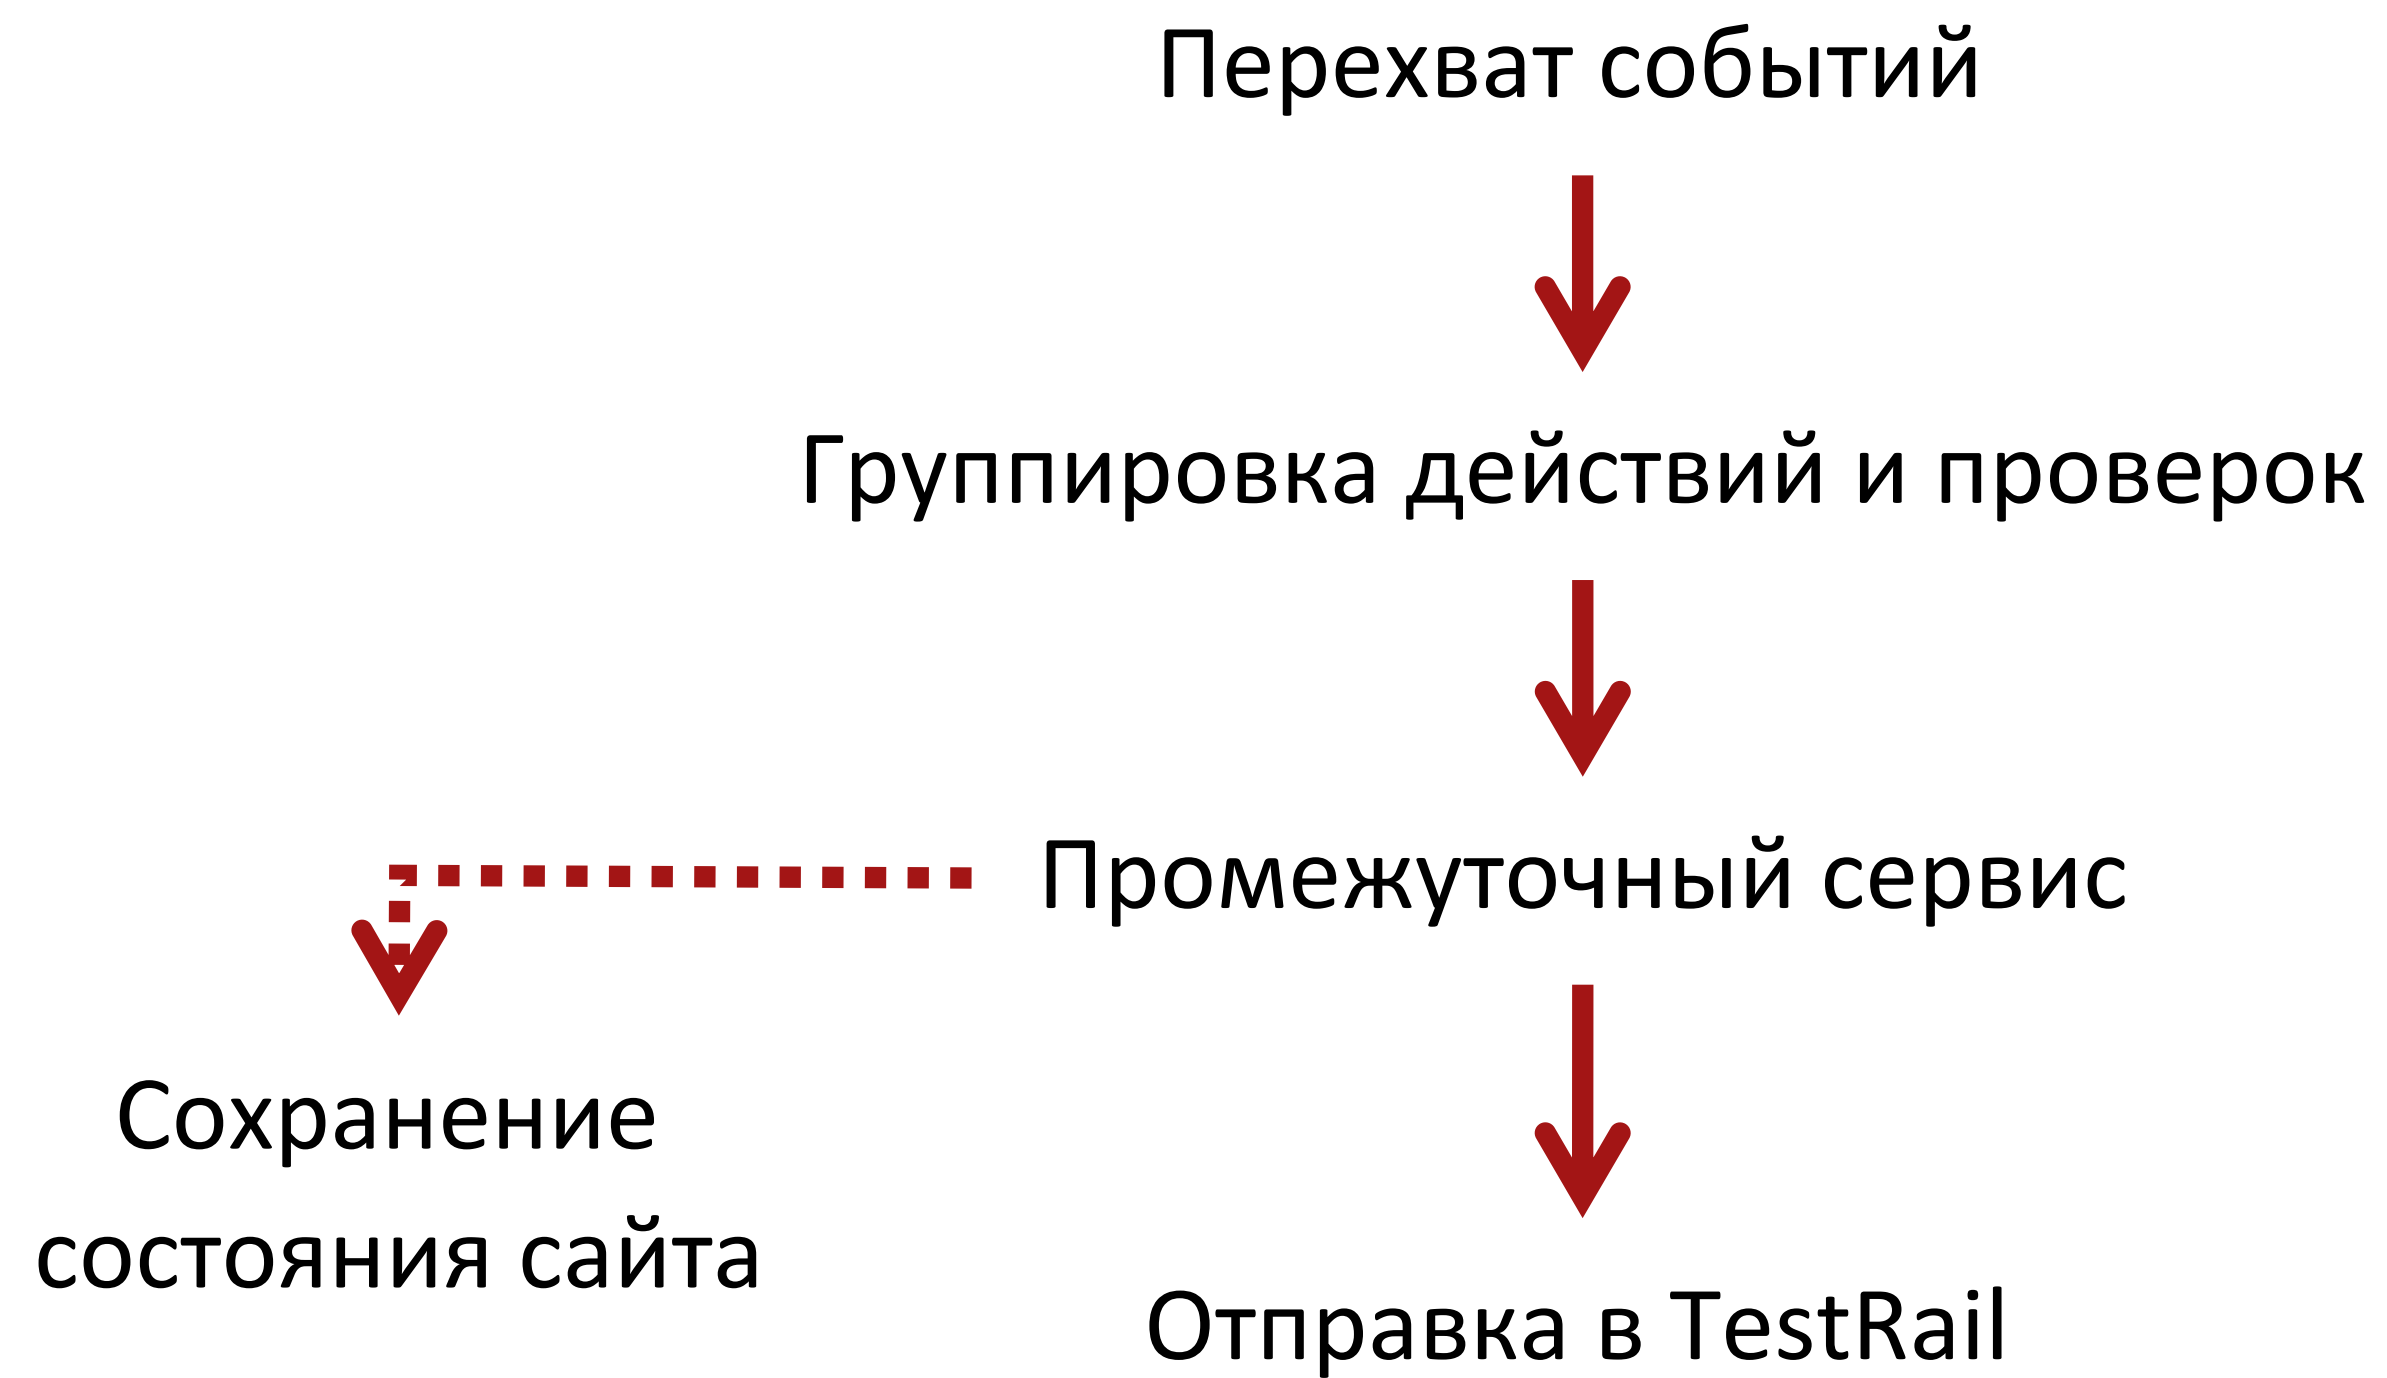 Перехват событий
Группировка действий и проверок
Промежуточный сервис
Сохранение
состояния сайта
Отправка в TestRail